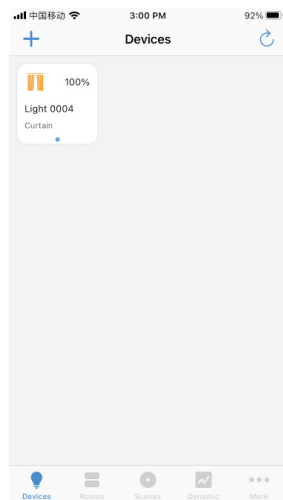 中国移动 3:00 PM 92%
Devices
100%
Light 0004
Curtain
Devices Rooms Scenes Dynamic More